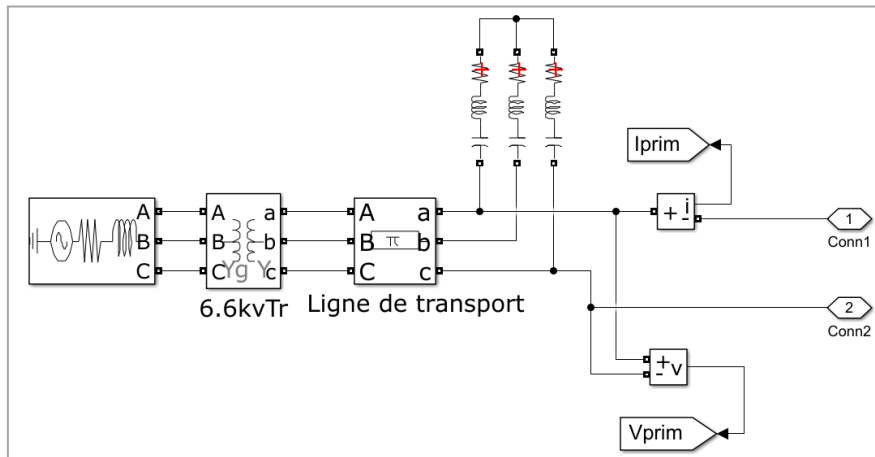 Iprim
+ i
-
1
Conn1
A
B
C
A a
B b
C c
Yg Y
A a
B π b
C c
6.6kvTr
Ligne de transport
2
Conn2
+
- v
Vprim